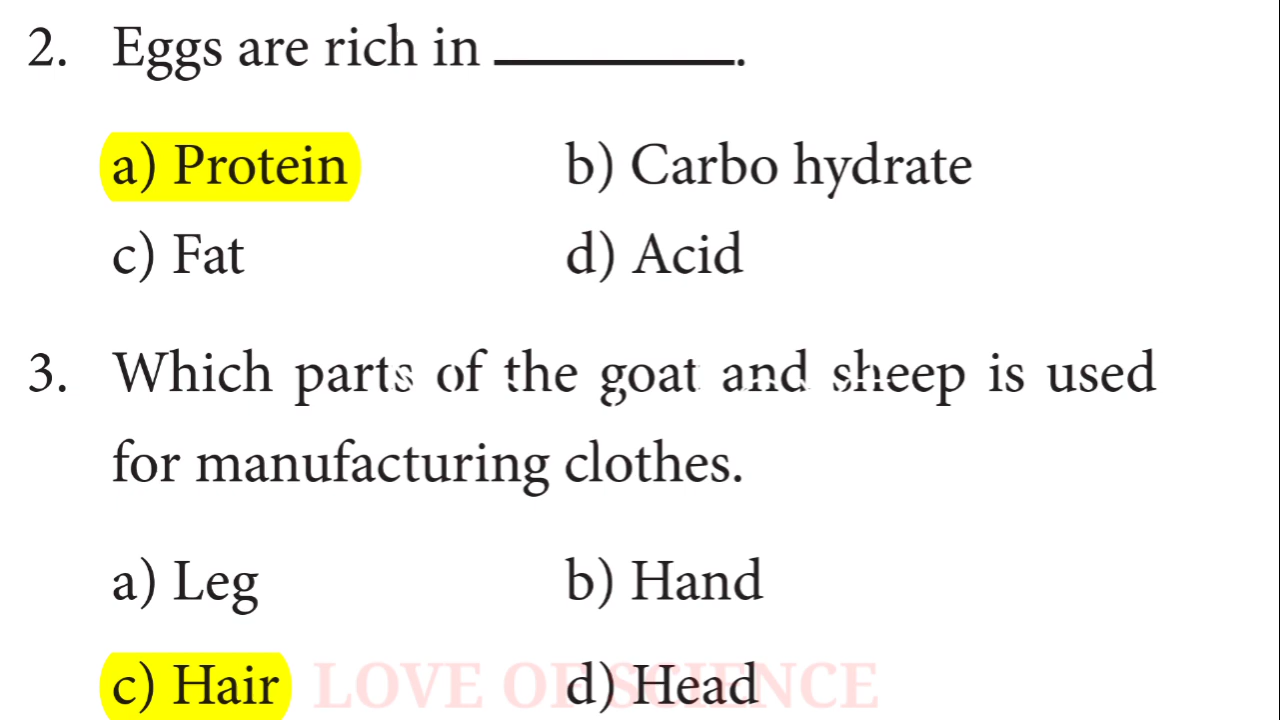 2. Eggs are rich in __________.
a) Protein b) Carbo hydrate
c) Fat d) Acid
3. Which parts of the goat and sheep is used
for manufacturing clothes.
a) Leg b) Hand
c) Hair d) Head
LOVE OF SCIENCE